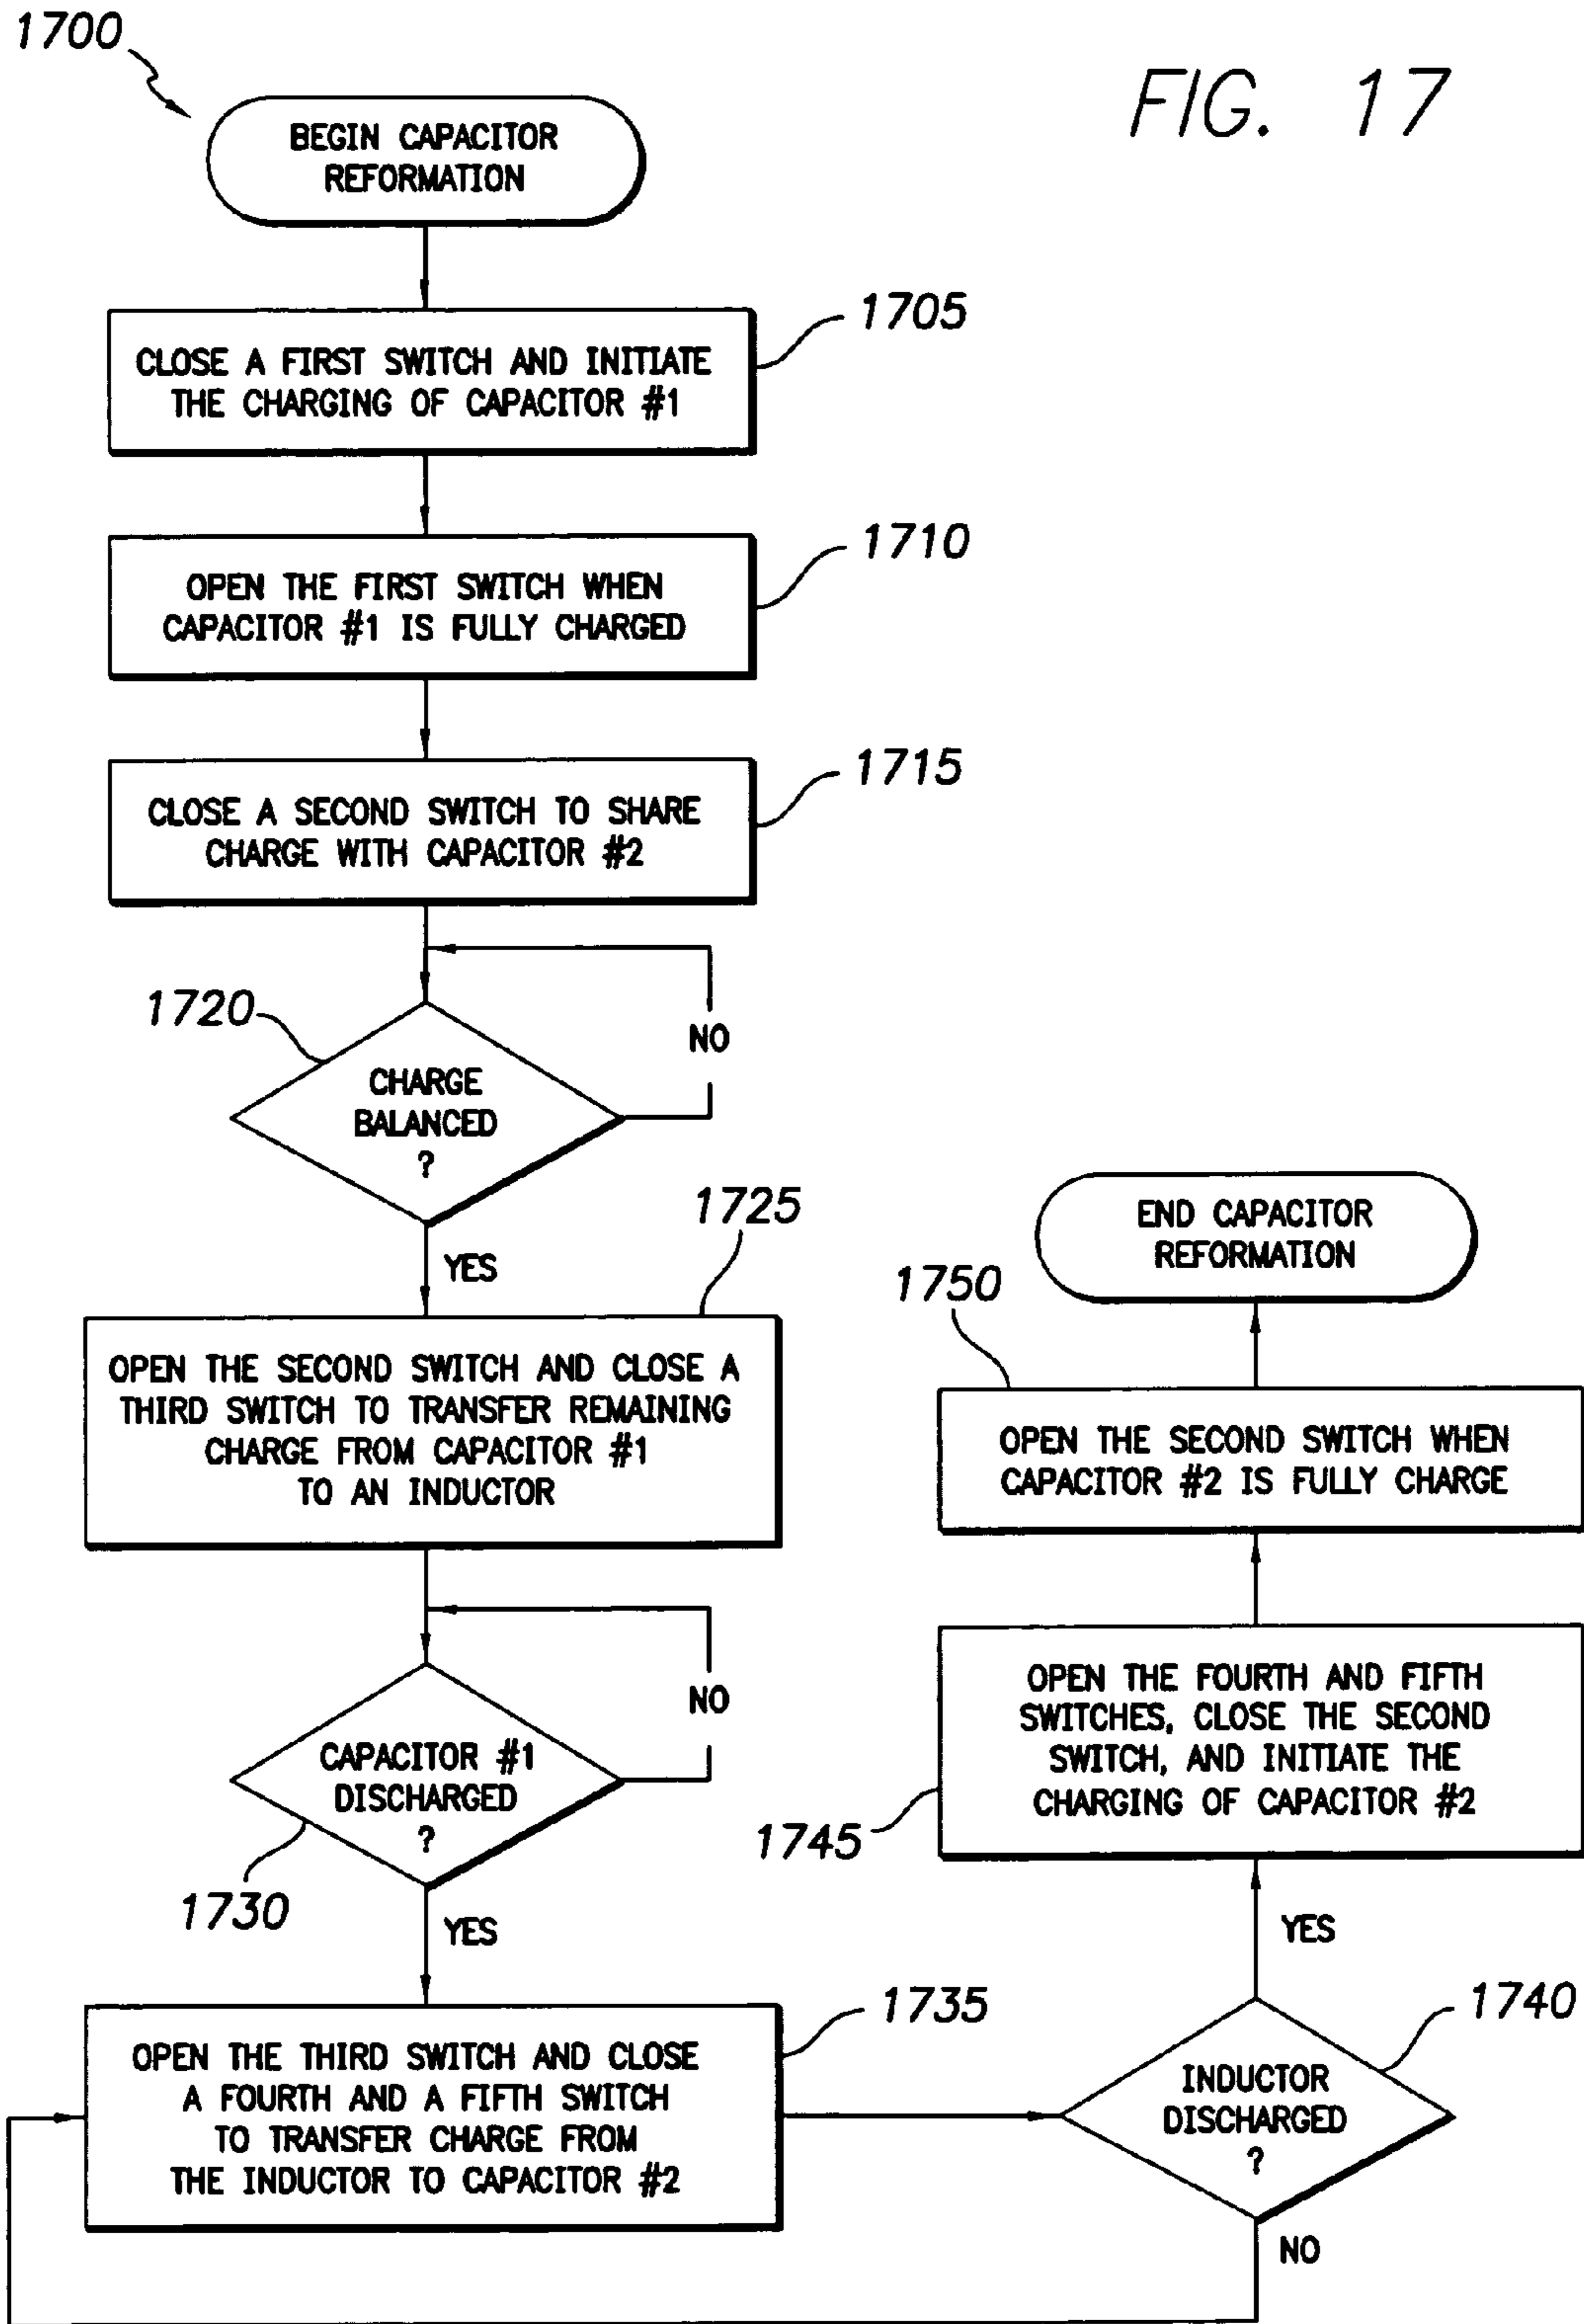 1700
FIG. 17
BEGIN CAPACITOR
REFORMATION
1705
CLOSE A FIRST SWITCH AND INITIATE
THE CHARGING OF CAPACITOR #1
1710
OPEN THE FIRST SWITCH WHEN
CAPACITOR #1 IS FULLY CHARGED
1715
CLOSE A SECOND SWITCH TO SHARE
CHARGE WITH CAPACITOR #2
1720
NO
CHARGE
BALANCED
?
YES
1725
OPEN THE SECOND SWITCH AND CLOSE A
THIRD SWITCH TO TRANSFER REMAINING
CHARGE FROM CAPACITOR #1
TO AN INDUCTOR
NO
CAPACITOR #1
DISCHARGED
?
1730
YES
1735
OPEN THE THIRD SWITCH AND CLOSE
A FOURTH AND A FIFTH SWITCH
TO TRANSFER CHARGE FROM
THE INDUCTOR TO CAPACITOR #2
1740
INDUCTOR
DISCHARGED
?
NO
YES
1745
OPEN THE FOURTH AND FIFTH
SWITCHES, CLOSE THE SECOND
SWITCH, AND INITIATE THE
CHARGING OF CAPACITOR #2
1750
OPEN THE SECOND SWITCH WHEN
CAPACITOR #2 IS FULLY CHARGE
END CAPACITOR
REFORMATION